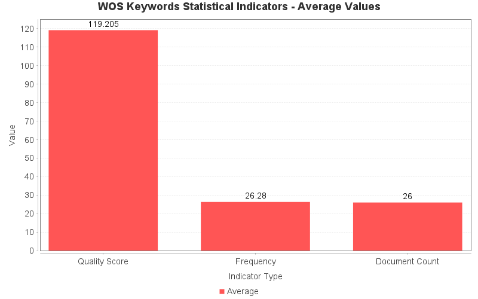 WOS Keywords Statistical Indicators - Average Values
120
110
100
90
80
70
60
50
40
30
20
10
0
Value
119.205
26.28
26
Quality Score
Frequency
Document Count
Indicator Type
Average